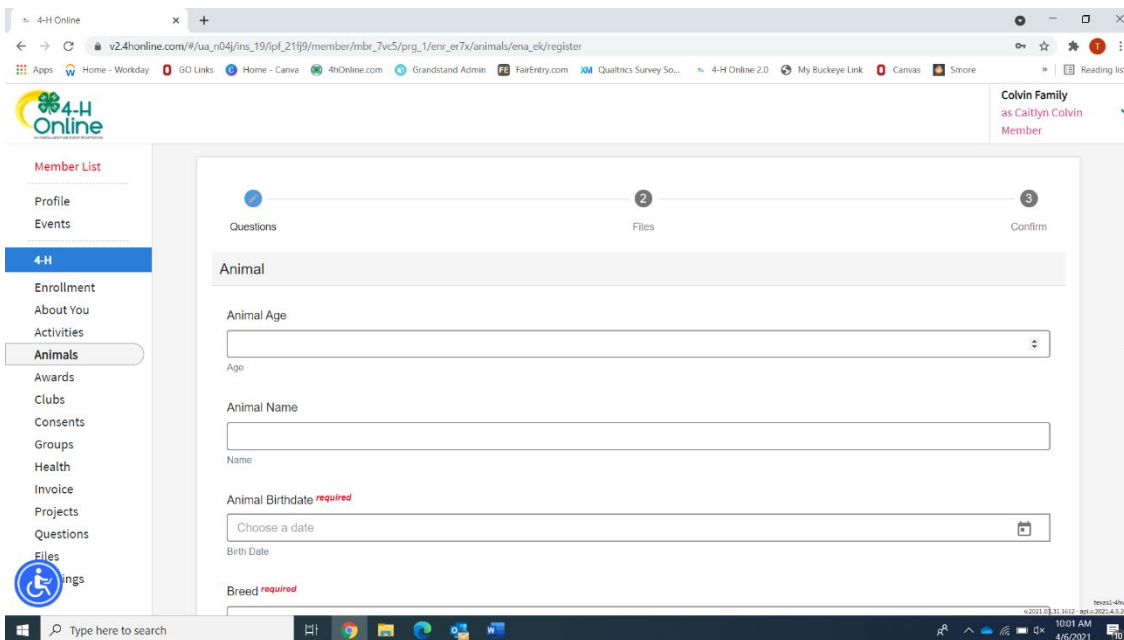 4-H Online
v2.4honline.com/#/ua_n04j/ins_19/ipf_21fj9/member/mbr_7vc5/prg_1/enr_er7x/animals/ena_ek/register
Apps Home - Workday GO Links Home - Canva 4hOnline.com Grandstand Admin FairEntry.com Qualtrics Survey So... 4-H Online 2.0 My Buckeye Link Canvas Smore » Reading lis
4-H
Online
Colvin Family
as Caitlyn Colvin
Member
Member List
Profile
Events
4-H
Enrollment
About You
Activities
Animals
Awards
Clubs
Consents
Groups
Health
Invoice
Projects
Questions
Files
ings
2
3
Questions
Files
Confirm
Animal
Animal Age
Age
Animal Name
Name
Animal Birthdate required
Choose a date
Birth Date
Breed required
Type here to search
10:01 AM
4/6/2021